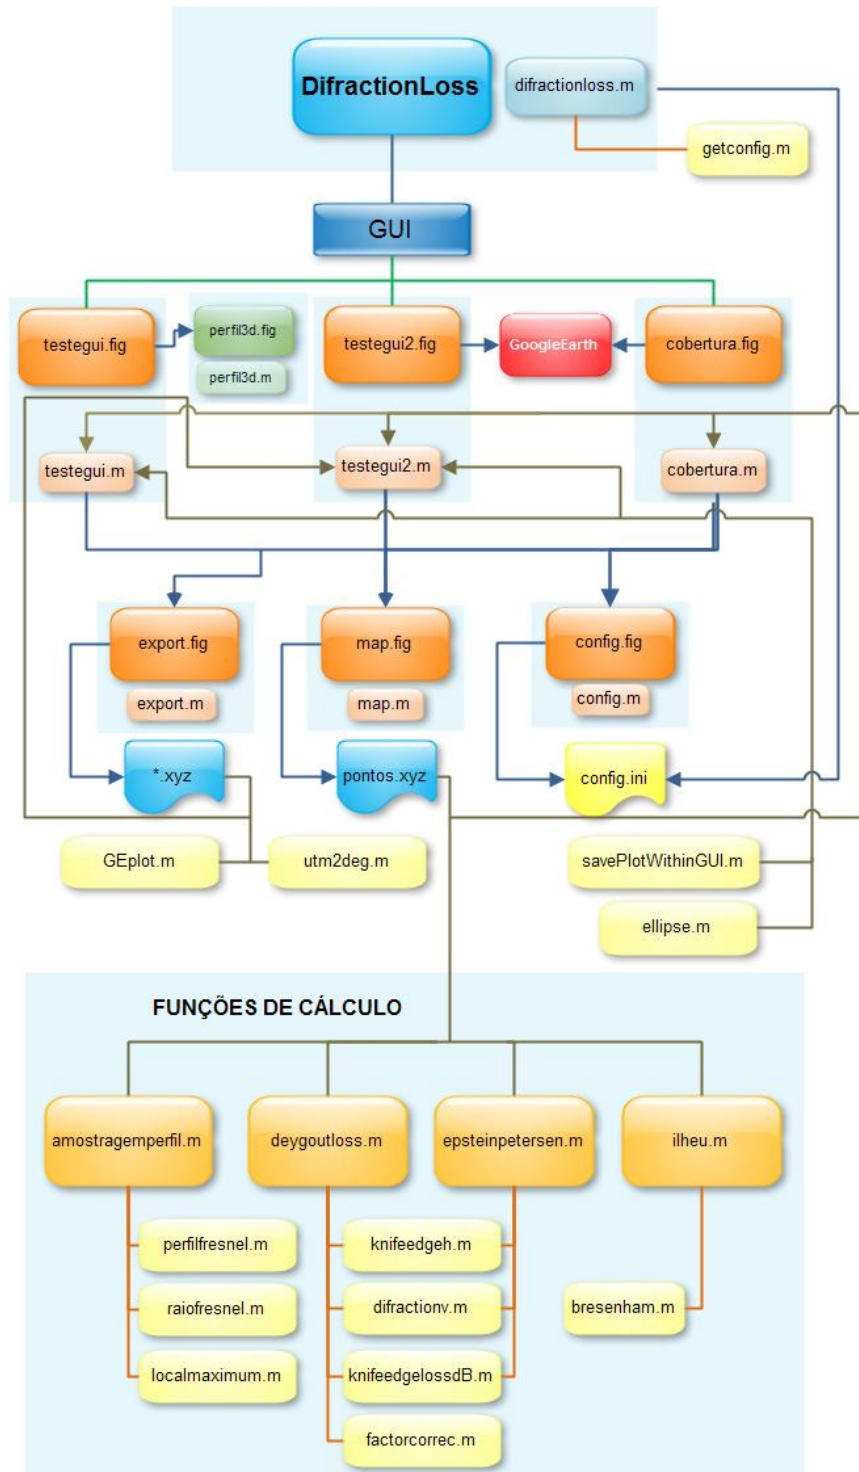 DifractionLoss
difractionloss.m
getconfig.m
GUI
testegui.fig
perfil3d.fig
perfil3d.m
testegui2.fig
GoogleEarth
cobertura.fig
testegui.m
testegui2.m
cobertura.m
export.fig
export.m
map.fig
map.m
config.fig
config.m
*.xyz
pontos.xyz
config.ini
GEplot.m
utm2deg.m
savePlotWithinGUI.m
ellipse.m
FUNÇÕES DE CÁLCULO
amostragemperfil.m
deygoutloss.m
epsteinpetersen.m
ilheu.m
perfilfresnel.m
knifeedgeh.m
raiofresnel.m
difractionv.m
bresenham.m
localmaximum.m
knifeedgelossdB.m
factorcorrec.m